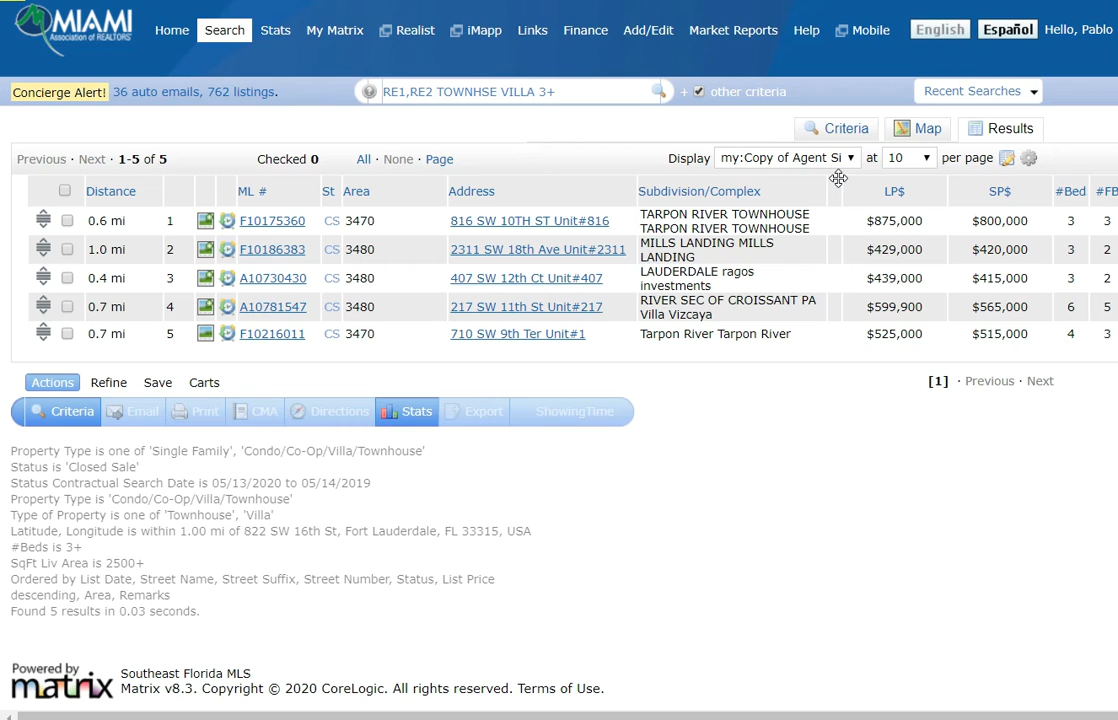 MIAMI
Association of REALTORS®
Home Search Stats My Matrix Realist iMapp Links Finance Add/Edit Market Reports Help Mobile English Español Hello, Pablo
Concierge Alert! 36 auto emails, 762 listings. RE1,RE2 TOWNHSE VILLA 3+ + other criteria Recent Searches
Criteria Map Results
Previous · Next · 1-5 of 5 Checked 0 All · None · Page Display my:Copy of Agent Si at 10 per page
Distance ML # St Area Address Subdivision/Complex LP$ SP$ #Bed #FB
0.6 mi 1 F10175360 CS 3470 816 SW 10TH ST Unit#816 TARPON RIVER TOWNHOUSE $875,000 $800,000 3 3
TARPON RIVER TOWNHOUSE
1.0 mi 2 F10186383 CS 3480 2311 SW 18th Ave Unit#2311 MILLS LANDING MILLS $429,000 $420,000 3 2
LANDING
0.4 mi 3 A10730430 CS 3480 407 SW 12th Ct Unit#407 LAUDERDALE ragos $439,000 $415,000 3 2
investments
0.7 mi 4 A10781547 CS 3480 217 SW 11th St Unit#217 RIVER SEC OF CROISSANT PA $599,900 $565,000 6 5
Villa Vizcaya
0.7 mi 5 F10216011 CS 3470 710 SW 9th Ter Unit#1 Tarpon River Tarpon River $525,000 $515,000 4 3
Actions Refine Save Carts [1] · Previous · Next
Criteria Email Print CMA Directions Stats Export ShowingTime
Property Type is one of 'Single Family', 'Condo/Co-Op/Villa/Townhouse'
Status is 'Closed Sale'
Status Contractual Search Date is 05/13/2020 to 05/14/2019
Property Type is 'Condo/Co-Op/Villa/Townhouse'
Type of Property is one of 'Townhouse', 'Villa'
Latitude, Longitude is within 1.00 mi of 822 SW 16th St, Fort Lauderdale, FL 33315, USA
#Beds is 3+
SqFt Liv Area is 2500+
Ordered by List Date, Street Name, Street Suffix, Street Number, Status, List Price
descending, Area, Remarks
Found 5 results in 0.03 seconds.
Powered by
matrix
Southeast Florida MLS
Matrix v8.3. Copyright © 2020 CoreLogic. All rights reserved. Terms of Use.